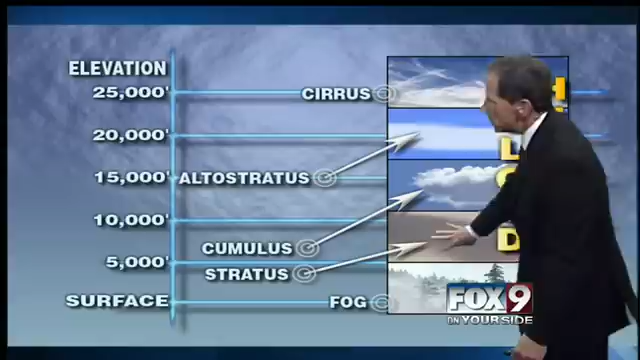 ELEVATION
25,000'
CIRRUS
20,000'
15,000'
ALTOSTRATUS
10,000'
CUMULUS
5,000'
STRATUS
SURFACE
FOG
FOX 9
ON YOUR SIDE